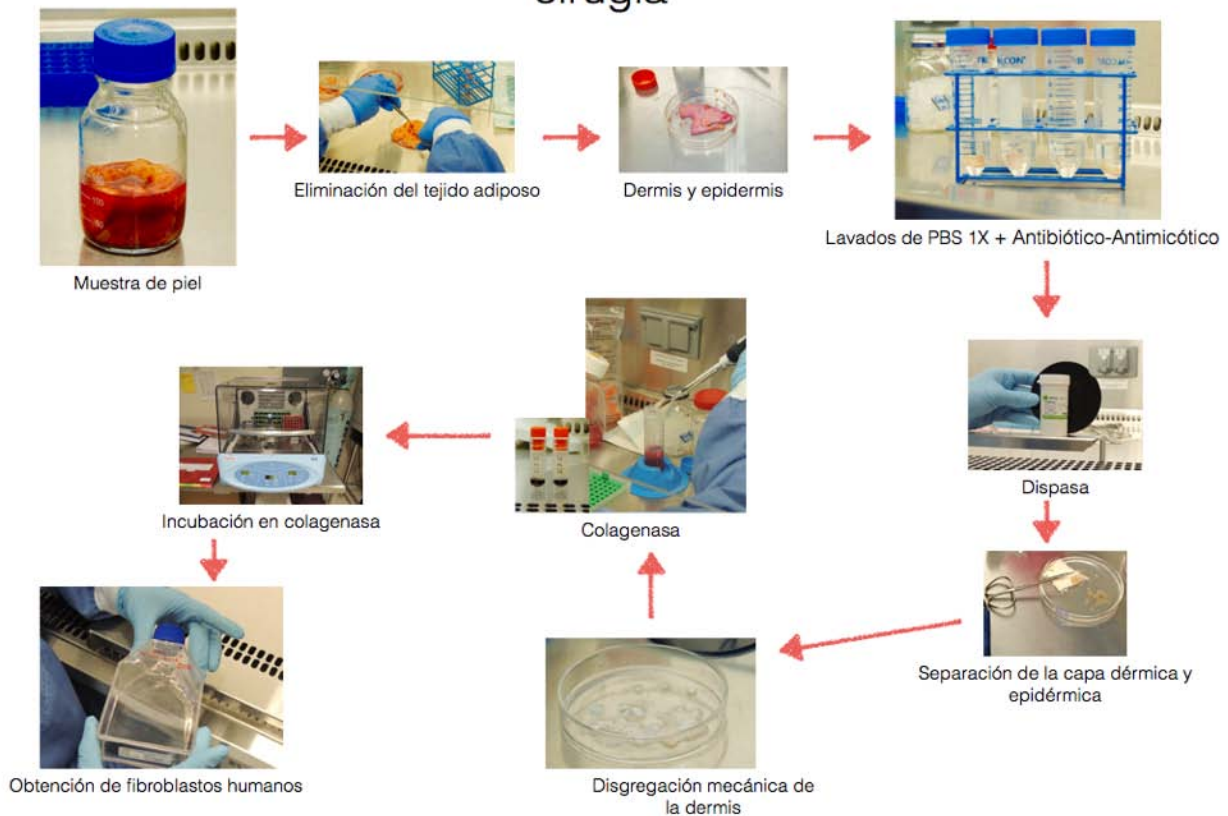 cirugía
Muestra de piel
Eliminación del tejido adiposo
Dermis y epidermis
Lavados de PBS 1X + Antibiótico-Antimicótico
Dispasa
Separación de la capa dérmica y
epidérmica
Disgregación mecánica de
la dermis
Colagenasa
Incubación en colagenasa
Obtención de fibroblastos humanos